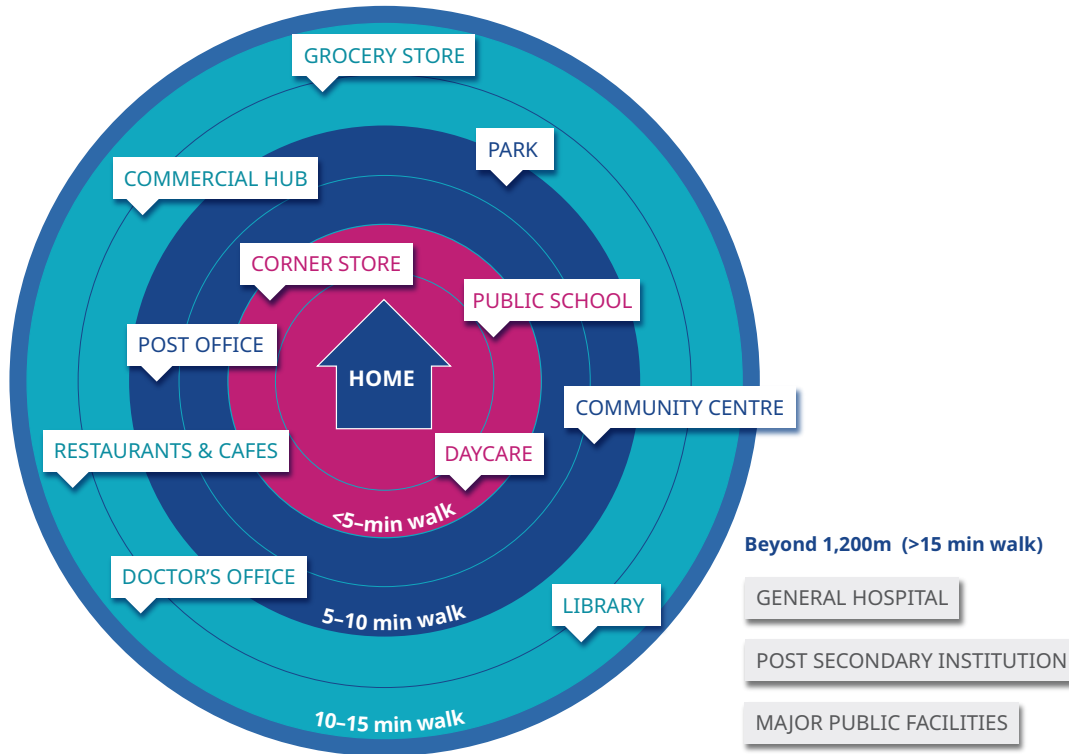 GROCERY STORE
PARK
COMMERCIAL HUB
CORNER STORE
PUBLIC SCHOOL
POST OFFICE
HOME
COMMUNITY CENTRE
RESTAURANTS & CAFES
DAYCARE
<5–min walk
DOCTOR'S OFFICE
LIBRARY
5–10 min walk
10–15 min walk
Beyond 1,200m (>15 min walk)
GENERAL HOSPITAL
POST SECONDARY INSTITUTION
MAJOR PUBLIC FACILITIES